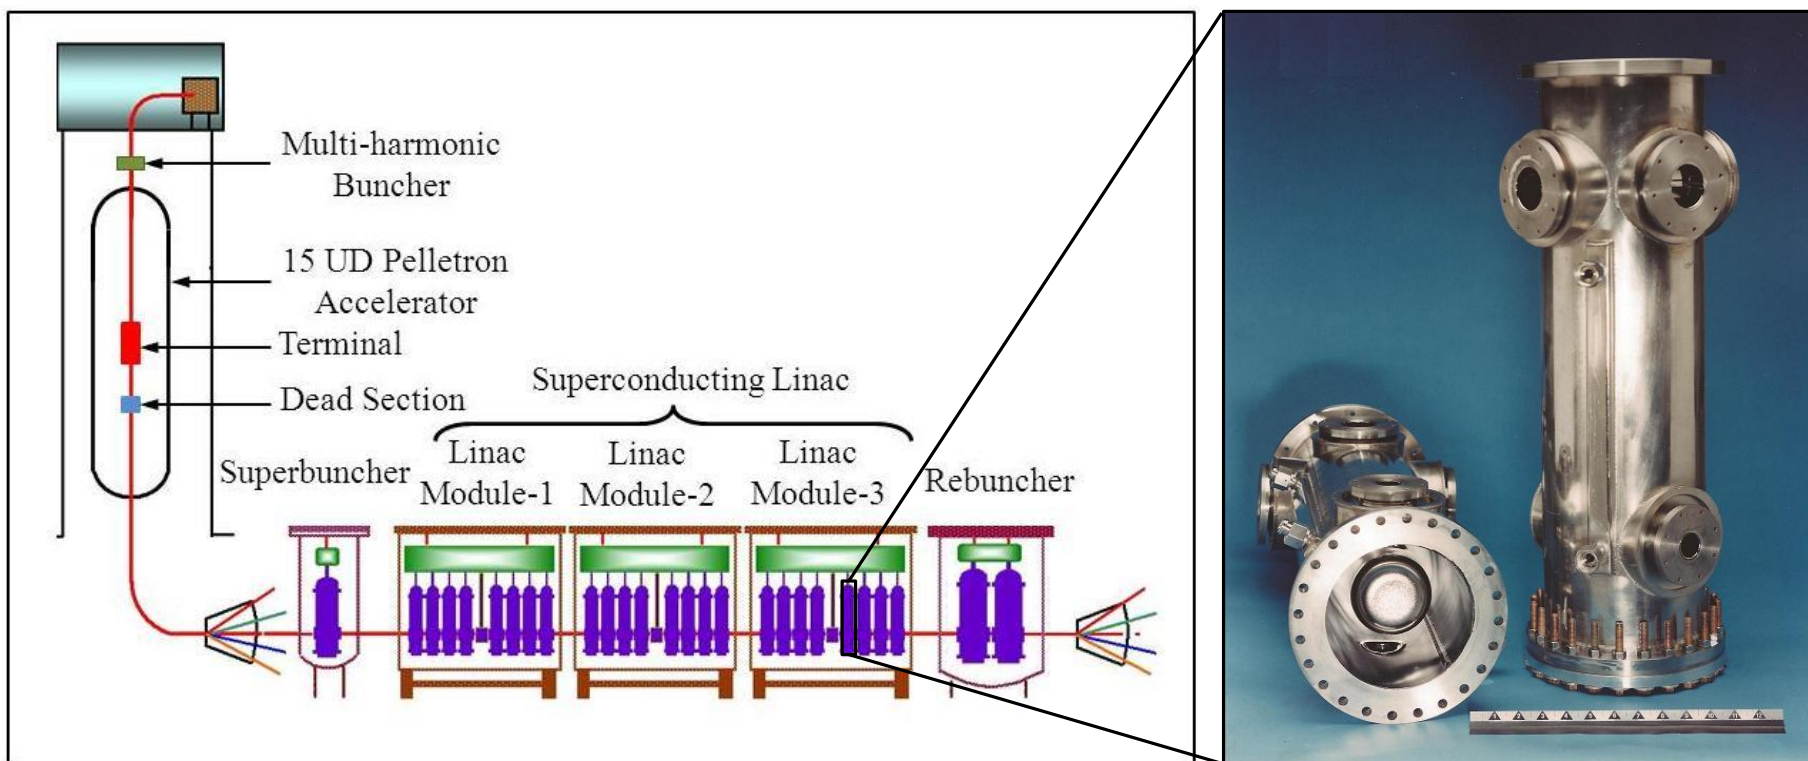 Multi-harmonic
Buncher
15 UD Pelletron
Accelerator
Terminal
Dead Section
Superconducting Linac
Superbuncher
Linac
Module-1
Linac
Module-2
Linac
Module-3
Rebuncher